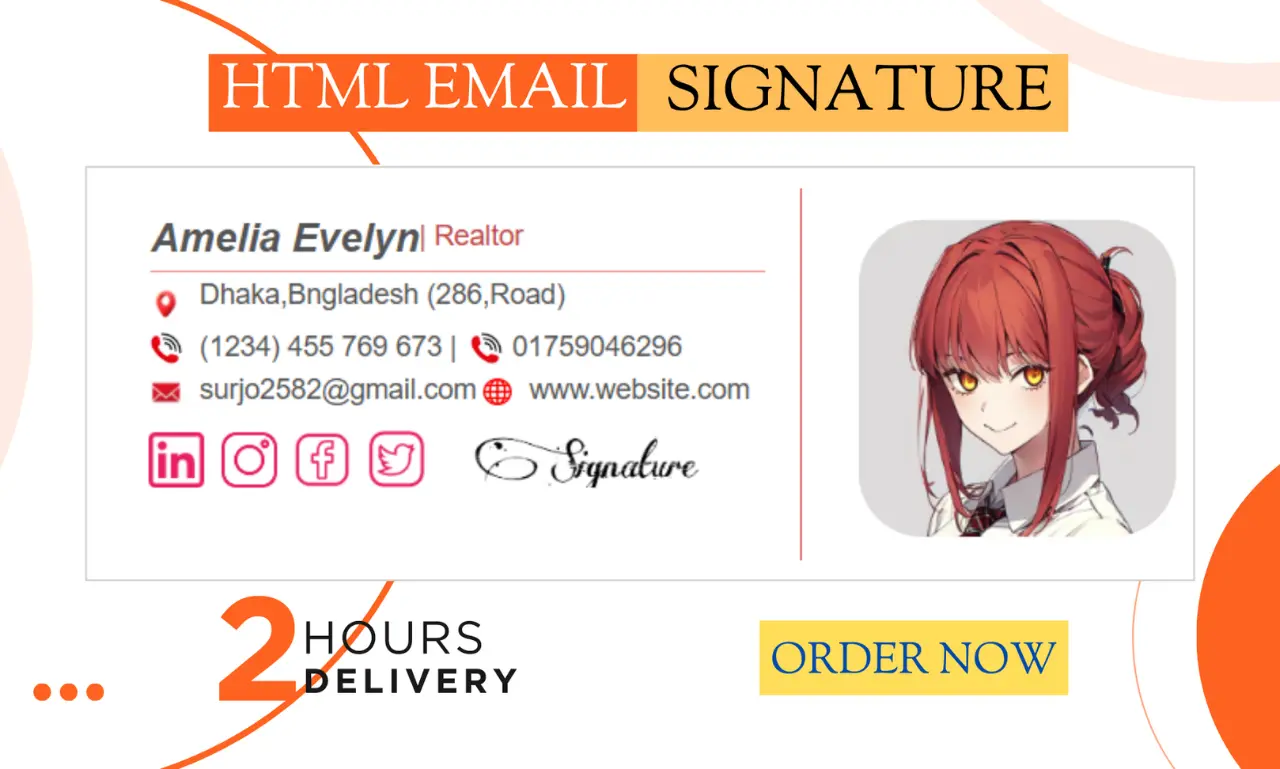 HTML EMAIL SIGNATURE
Amelia Evelyn| Realtor
Dhaka,Bngladesh (286,Road)
(1234) 455 769 673 | 01759046296
surjo2582@gmail.com www.website.com
in f Signature
2 HOURS
DELIVERY
ORDER NOW